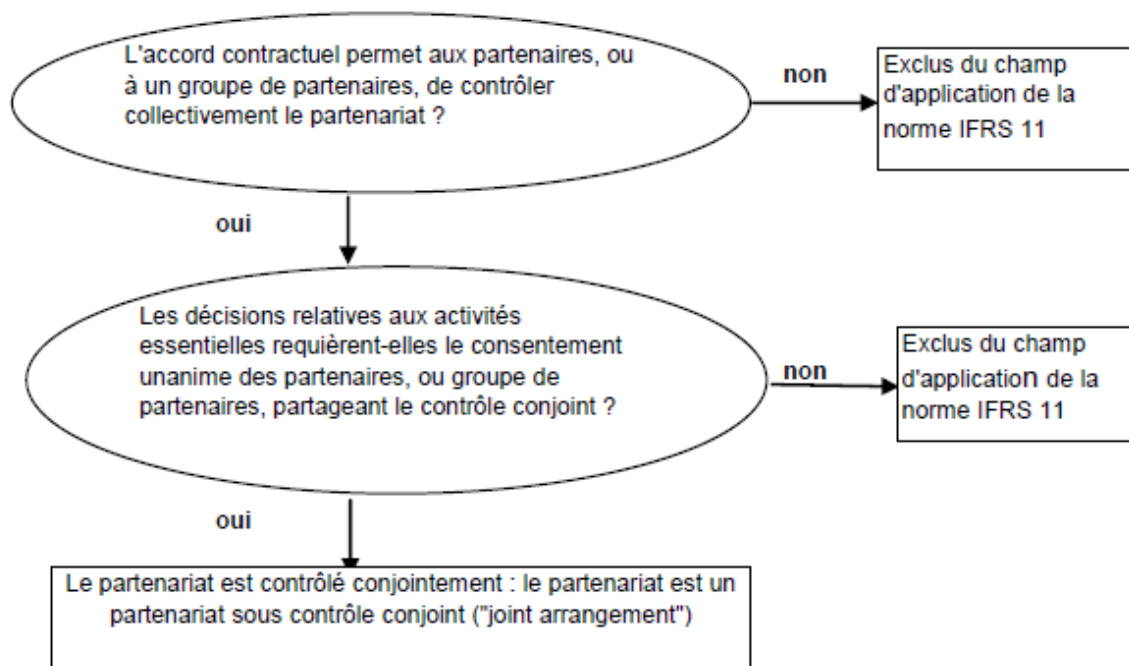 L'accord contractuel permet aux partenaires, ou
à un groupe de partenaires, de contrôler
collectivement le partenariat ?
non
Exclus du champ
d'application de la
norme IFRS 11
oui
Les décisions relatives aux activités
essentielles requièrent-elles le consentement
unanime des partenaires, ou groupe de
partenaires, partageant le contrôle conjoint ?
non
Exclus du champ
d'application de la
norme IFRS 11
oui
Le partenariat est contrôlé conjointement : le partenariat est un
partenariat sous contrôle conjoint ("joint arrangement")